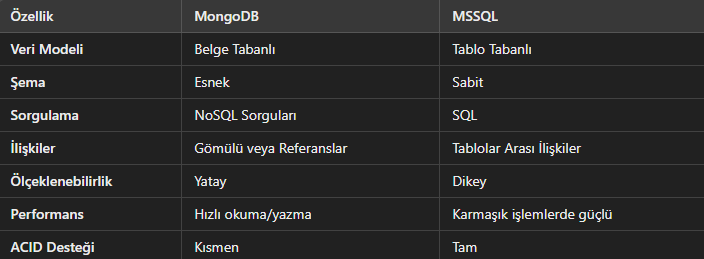 Özellik MongoDB MSSQL
Veri Modeli Belge Tabanlı Tablo Tabanlı
Şema Esnek Sabit
Sorgulama NoSQL Sorguları SQL
İlişkiler Gömülü veya Referanslar Tablolar Arası İlişkiler
Ölçeklenebilirlik Yatay Dikey
Performans Hızlı okuma/yazma Karmaşık işlemlerde güçlü
ACID Desteği Kısmen Tam